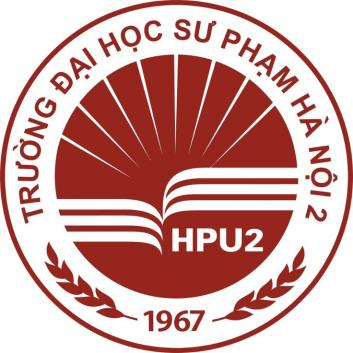 TRƯỜNG ĐẠI HỌC SƯ PHẠM HÀ NỘI 2
HPU2
1967